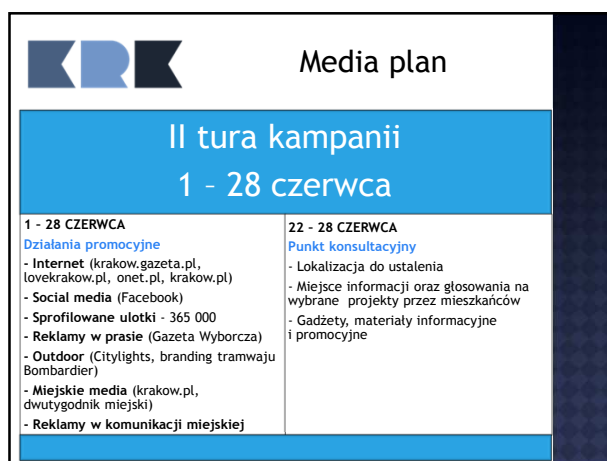 KRK
Media plan
II tura kampanii
1 – 28 czerwca
1 – 28 CZERWCA
Działania promocyjne
- Internet (krakow.gazeta.pl,
lovekrakow.pl, onet.pl, krakow.pl)
- Social media (Facebook)
- Sprofilowane ulotki - 365 000
- Reklamy w prasie (Gazeta Wyborcza)
- Outdoor (Citylights, branding tramwaju
Bombardier)
- Miejskie media (krakow.pl,
dwutygodnik miejski)
- Reklamy w komunikacji miejskiej
22 – 28 CZERWCA
Punkt konsultacyjny
- Lokalizacja do ustalenia
- Miejsce informacji oraz głosowania na
wybrane projekty przez mieszkańców
- Gadżety, materiały informacyjne
i promocyjne